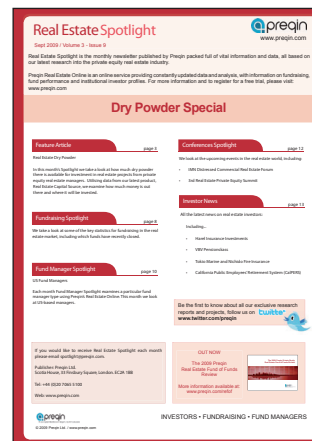 Real Estate Spotlight
preqin
www.preqin.com
Sept 2009 / Volume 3 - Issue 9
Real Estate Spotlight is the monthly newsletter published by Preqin packed full of vital information and data, all based on
our latest research into the private equity real estate industry.
Preqin Real Estate Online is an online service providing constantly updated data and analysis, with information on fundraising,
fund performance and institutional investor profiles. For more information and to register for a free trial, please visit:
www.preqin.com
Dry Powder Special
Feature Article
page 3
Real Estate Dry Powder
In this month's Spotlight we take a look at how much dry powder
there is available for investment in real estate projects from private
equity real estate managers. Utilising data from our latest product,
Real Estate Capital Source, we examine how much money is out
there and where it will be invested.
Fundraising Spotlight
page 8
We take a look at some of the key statistics for fundraising in the real
estate market, including which funds have recently closed.
Fund Manager Spotlight
page 10
US Fund Managers
Each month Fund Manager Spotlight examines a particular fund
manager type using Preqin's Real Estate Online. This month we look
at US-based managers.
Conferences Spotlight
page 12
We look at the upcoming events in the real estate world, including:
• IMN Distressed Commercial Real Estate Forum
• 3rd Real Estate Private Equity Summit
Investor News
page 13
All the latest news on real estate investors:
Including...
• Hazel Insurance Investments
• VBV Pensionskass
• Tokio Marine and Nichido Fire Insurance
• California Public Employees' Retirement System (CalPERS)
Be the first to know about all our exclusive research
reports and projects, follow us on twitter
www.twitter.com/preqin
If you would like to receive Real Estate Spotlight each month
please email spotlight@preqin.com.
Publisher: Preqin Ltd.
Scotia House, 33 Finsbury Square, London. EC2A 1BB
Tel: +44 (0)20 7065 5100
Web: www.preqin.com
OUT NOW
The 2009 Preqin
Real Estate Fund of Funds
Review
More information available at:
www.preqin.com/refof
preqin
© 2009 Preqin Ltd. / www.preqin.com
INVESTORS • FUNDRAISING • FUND MANAGERS